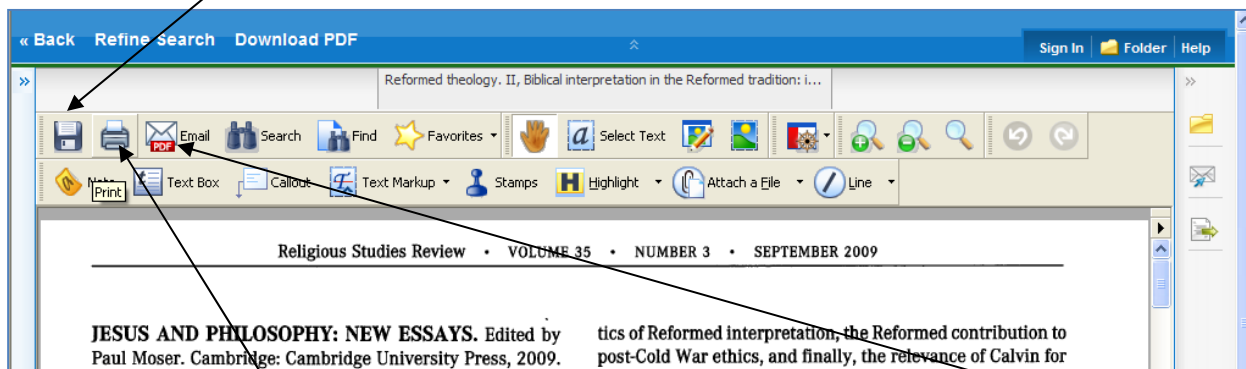 « Back Refine Search Download PDF
Sign In Folder Help
Reformed theology. II, Biblical interpretation in the Reformed tradition: i...
PDF Email Search Find Favorites a Select Text
Note T Text Box Callout T Text Markup Stamps H Highlight Attach a File Line
Print
Religious Studies Review • VOLUME 35 • NUMBER 3 • SEPTEMBER 2009
JESUS AND PHILOSOPHY: NEW ESSAYS. Edited by
Paul Moser. Cambridge: Cambridge University Press, 2009.
tics of Reformed interpretation, the Reformed contribution to
post-Cold War ethics, and finally, the relevance of Calvin for